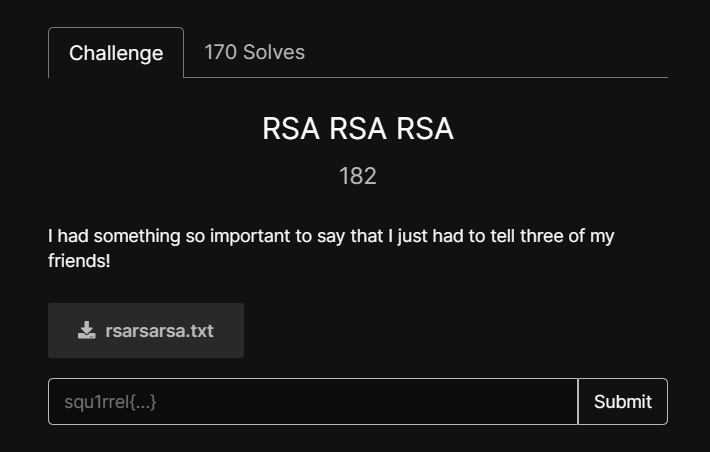 Challenge
170 Solves
RSA RSA RSA
182
I had something so important to say that I just had to tell three of my
friends!
rsarsarsa.txt
squ1rrel{...}
Submit